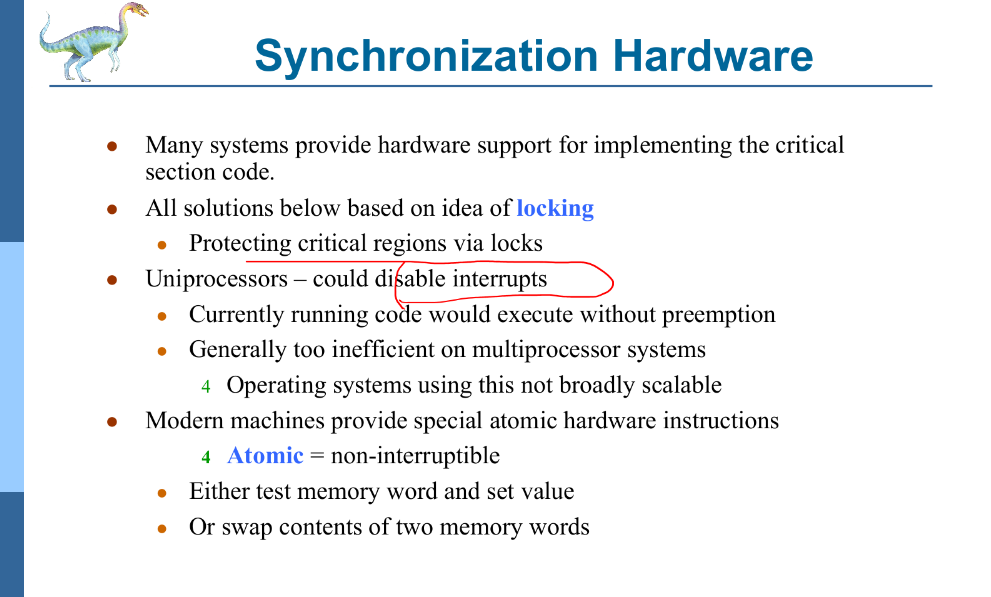 Synchronization Hardware
● Many systems provide hardware support for implementing the critical
section code.
● All solutions below based on idea of locking
● Protecting critical regions via locks
● Uniprocessors – could disable interrupts
● Currently running code would execute without preemption
● Generally too inefficient on multiprocessor systems
4 Operating systems using this not broadly scalable
● Modern machines provide special atomic hardware instructions
4 Atomic = non-interruptible
● Either test memory word and set value
● Or swap contents of two memory words